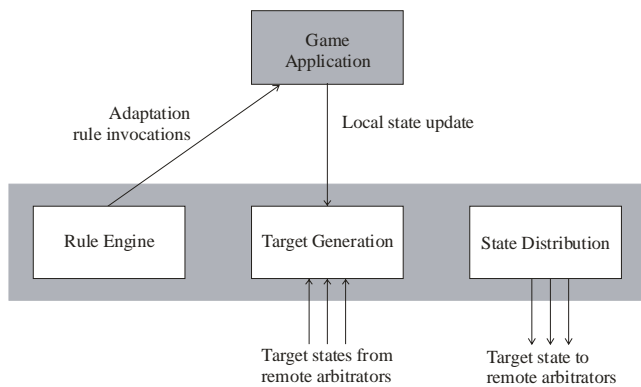 Game
Application
Adaptation
rule invocations
Local state update
Rule Engine
Target Generation
State Distribution
Target states from
remote arbitrators
Target state to
remote arbitrators